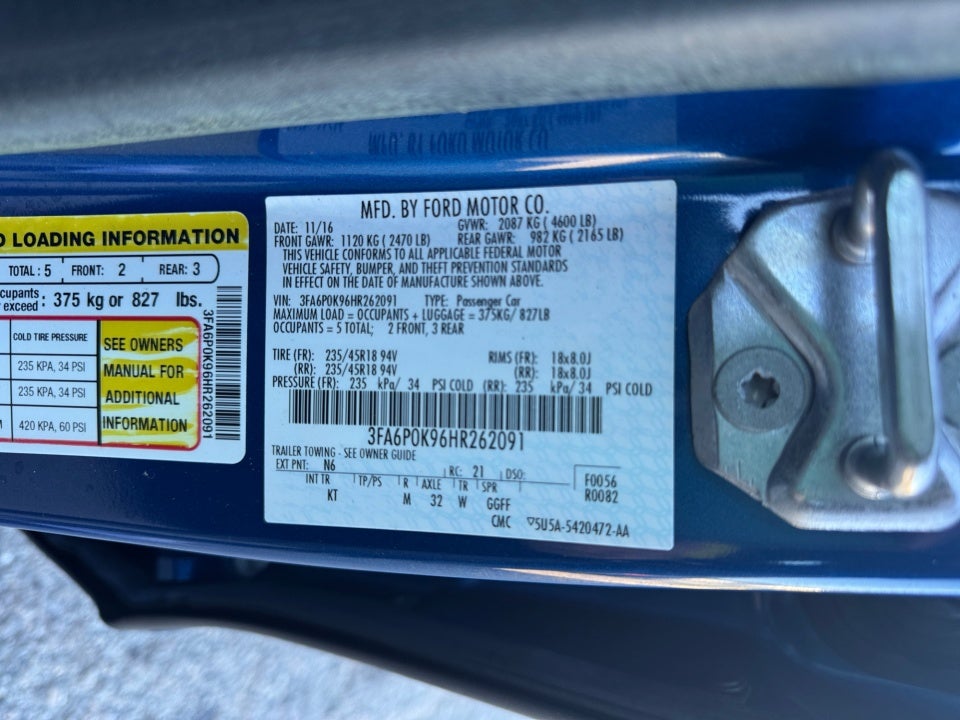 LOADING INFORMATION
TOTAL : 5 FRONT: 2 REAR: 3
: 375 kg or 827 lbs.
exceed
COLD TIRE PRESSURE
235 KPA, 34 PSI
235 KPA, 34 PSI
420 KPA, 60 PSI
SEE OWNERS
MANUAL FOR
ADDITIONAL
INFORMATION
3FA6P0K96HR262091
MFD. BY FORD MOTOR CO.
DATE: 11/16 GVWR: 2087 KG ( 4600 LB)
FRONT GAWR: 1120 KG ( 2470 LB) REAR GAWR: 982 KG ( 2165 LB)
THIS VEHICLE CONFORMS TO ALL APPLICABLE FEDERAL MOTOR
VEHICLE SAFETY, BUMPER, AND THEFT PREVENTION STANDARDS
IN EFFECT ON THE DATE OF MANUFACTURE SHOWN ABOVE.
VIN: 3FA6P0K96HR262091 TYPE: Passenger Car
MAXIMUM LOAD = OCCUPANTS + LUGGAGE = 375KG/ 827LB
OCCUPANTS = 5 TOTAL; 2 FRONT, 3 REAR
TIRE (FR): 235/45R18 94V RIMS (FR): 18x8.0J
(RR): 235/45R18 94V (RR): 18x8.0J
PRESSURE (FR): 235 kPa/ 34 PSI COLD (RR): 235 kPa/ 34 PSI COLD
3FA6P0K96HR262091
TRAILER TOWING - SEE OWNER GUIDE
EXT PNT: N6 RC: 21 DSO:
INT TR TP/PS R AXLE TR SPR F0056
KT M 32 W GGFF R0082
CMC ▽5U5A-5420472-AA